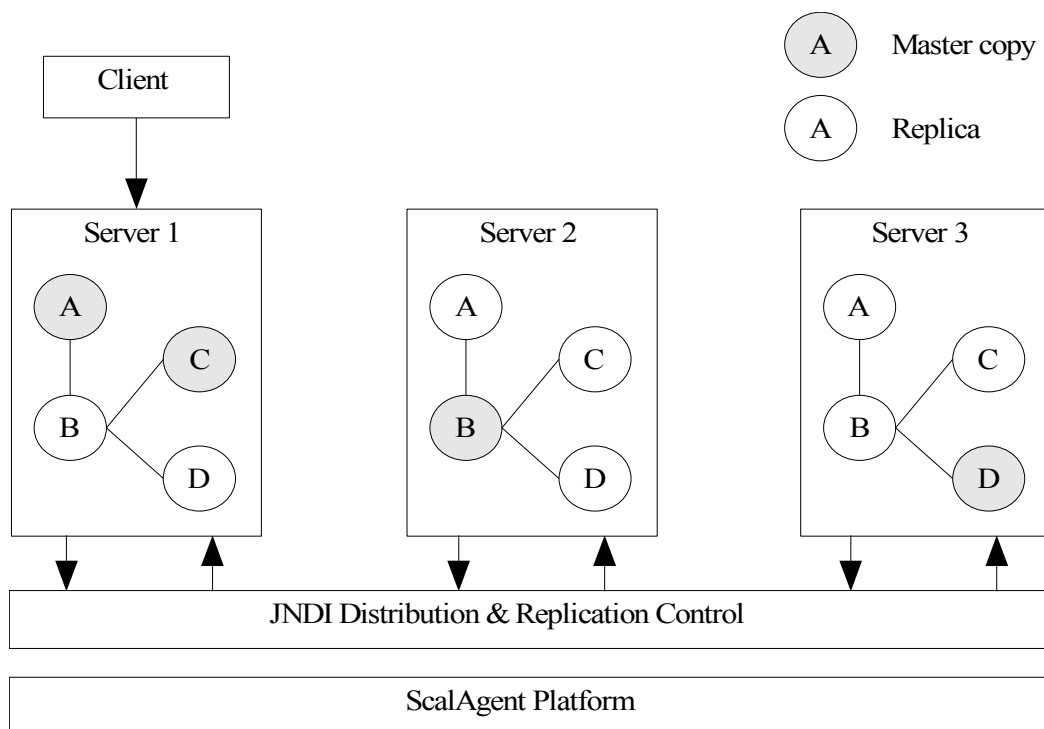 A Master copy
Client
A Replica
Server 1 Server 2 Server 3
A A A
C C C
B B B
D D D
JNDI Distribution & Replication Control
ScalAgent Platform